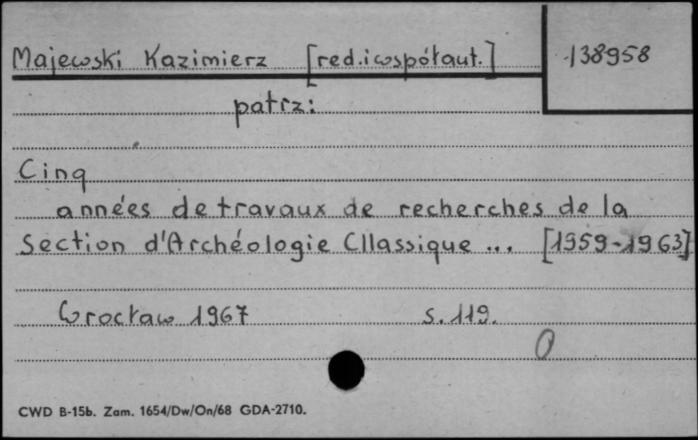 Majewski Kazimierz [red.iwspółaut.] 138958
patrz:
Cinq
années de travaux de recherches de la
Section d'Archéologie Cllassique ... [1959-1963]
Wrocław 1967 s. 119.
0
CWD B-15b. Zam. 1654/Dw/On/68 GDA-2710.